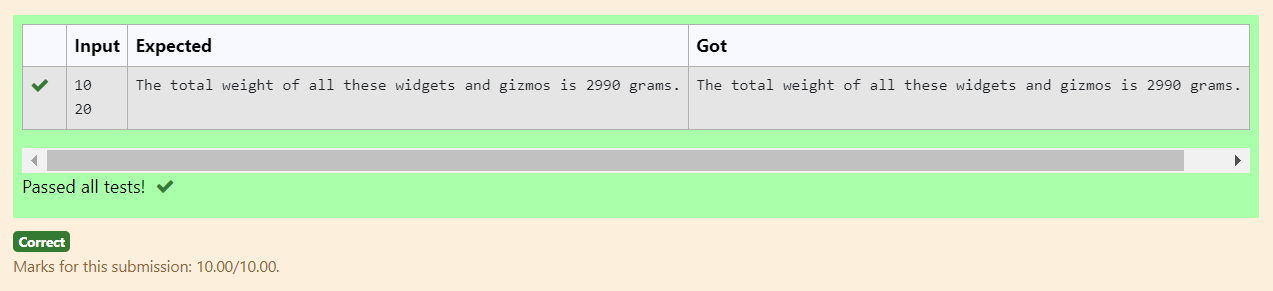 Input Expected Got
10 The total weight of all these widgets and gizmos is 2990 grams. The total weight of all these widgets and gizmos is 2990 grams.
20
Passed all tests!
Correct
Marks for this submission: 10.00/10.00.